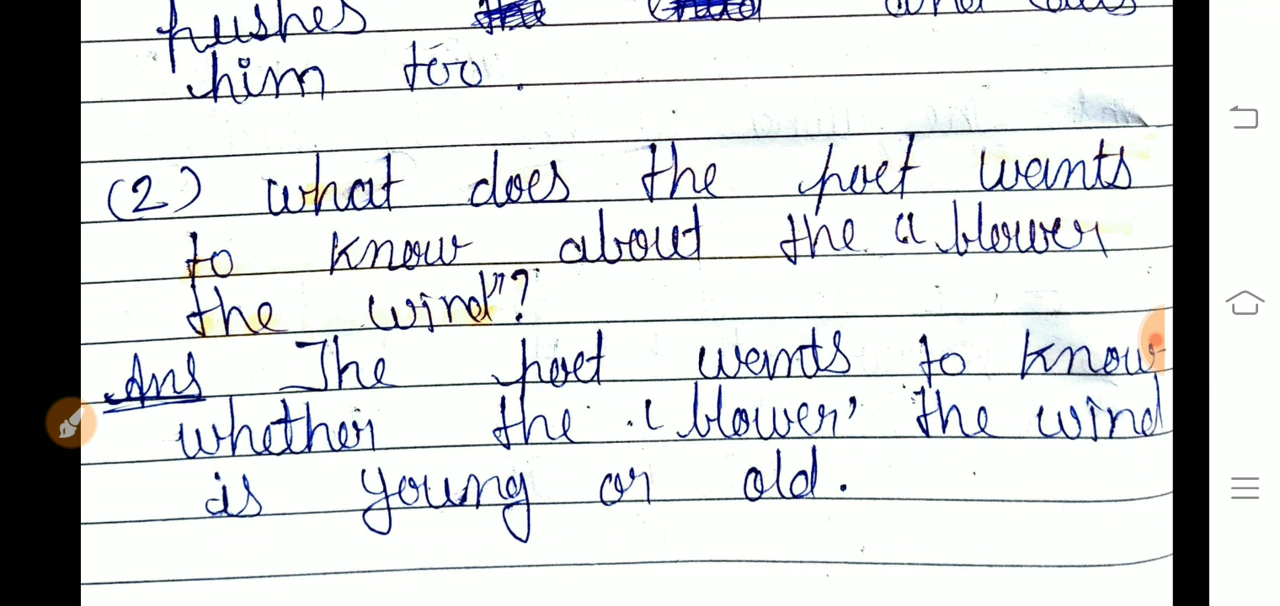 pushes and
him too.
(2) what does the poet wants
to know about the "blower
the wind"?
Ans The poet wants to know
whether the 'blower' the wind
is young or old.